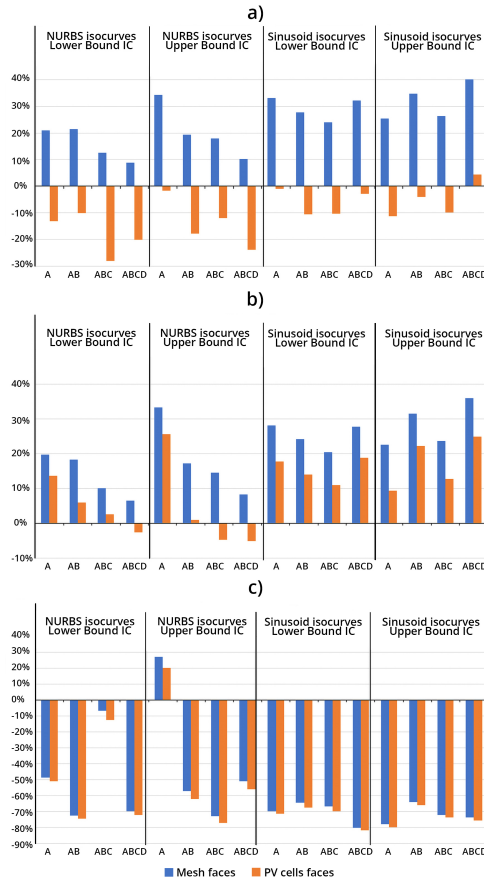 a)
NURBS isocurves NURBS isocurves Sinusoid isocurves Sinusoid isocurves
Lower Bound IC Upper Bound IC Lower Bound IC Upper Bound IC
40%
30%
20%
10%
0%
-10%
-20%
-30%
A AB ABC ABCD A AB ABC ABCD A AB ABC ABCD A AB ABC ABCD
b)
NURBS isocurves NURBS isocurves Sinusoid isocurves Sinusoid isocurves
Lower Bound IC Upper Bound IC Lower Bound IC Upper Bound IC
40%
30%
20%
10%
0%
-10%
A AB ABC ABCD A AB ABC ABCD A AB ABC ABCD A AB ABC ABCD
c)
NURBS isocurves NURBS isocurves Sinusoid isocurves Sinusoid isocurves
Lower Bound IC Upper Bound IC Lower Bound IC Upper Bound IC
40%
30%
20%
10%
0%
-10%
-20%
-30%
-40%
-50%
-60%
-70%
-80%
-90%
A AB ABC ABCD A AB ABC ABCD A AB ABC ABCD A AB ABC ABCD
Mesh faces PV cells faces